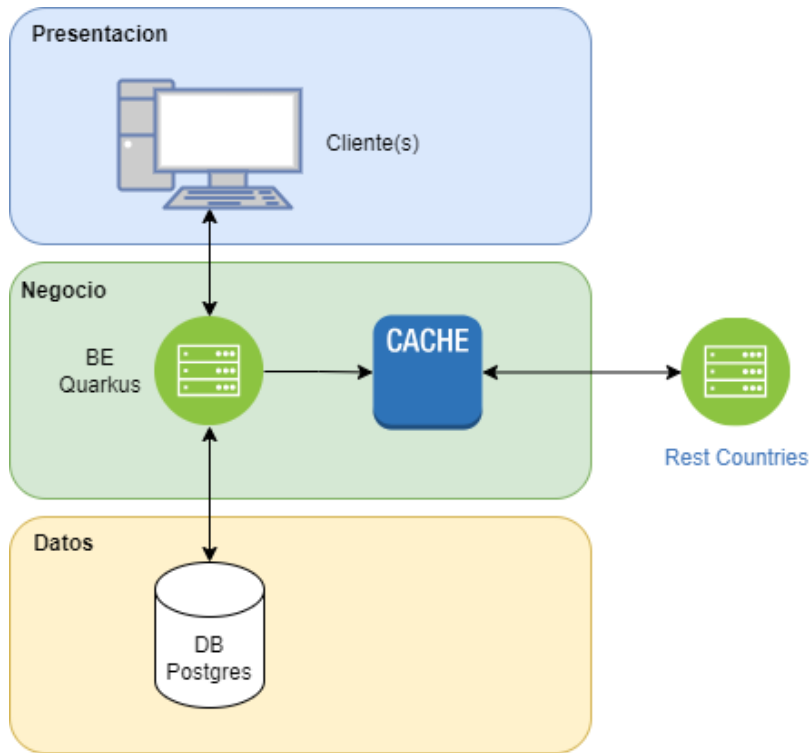 Presentacion
Cliente(s)
Negocio
BE
Quarkus
CACHE
Rest Countries
Datos
DB
Postgres